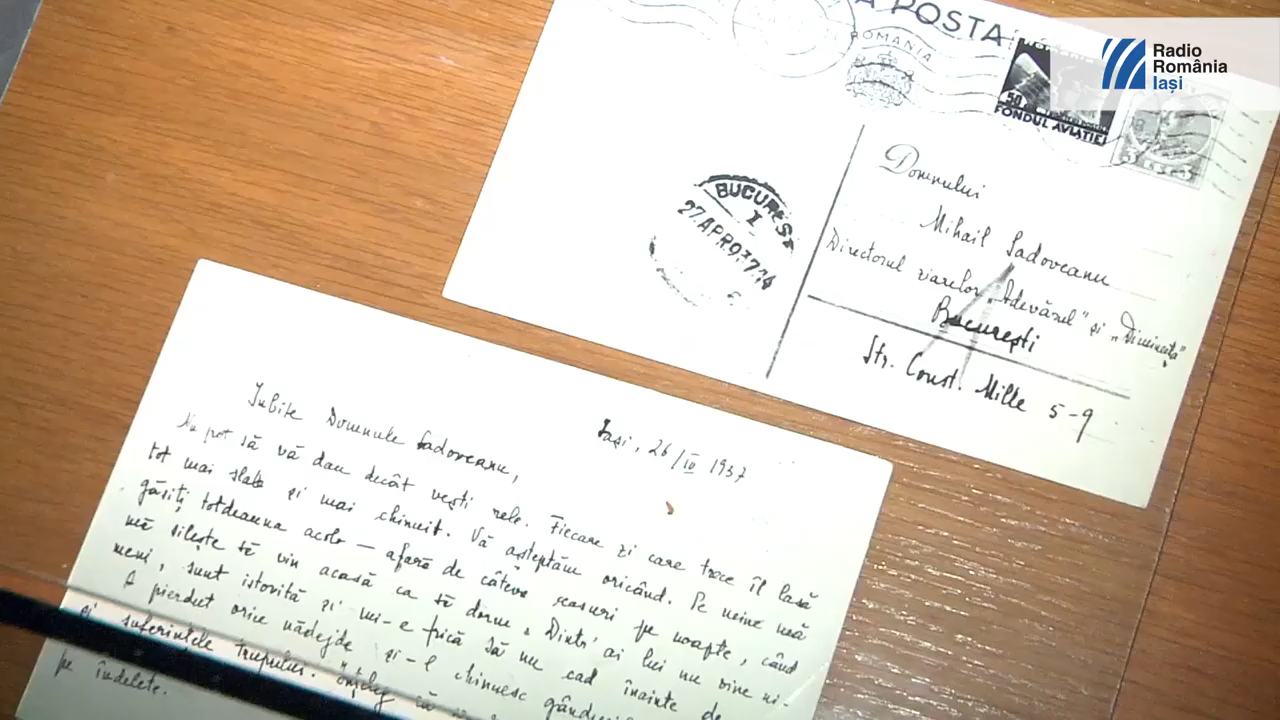 POSTA
ROMANIA
50
FONDUL AVIAȚIEI
Radio
România
Iași
BUCUREST
I
27.APR.937.
Domnului
Mihail Sadoveanu
Directorul ziarelor „Adevărul” și „Dimineața”
București
Str. Const. Mille 5-9
Iași, 26/IV 1937
Iubite Domnule Sadoveanu,
Nu pot să vă dau decât vești rele. Fiecare zi care trece îl lasă
tot mai slab și mai chinuit. Vă așteptăm oricând. Pe mine mă
găsiți totdeauna acolo — afară de câteva ceasuri pe noapte, când
mă silește să vin acasă ca să dorm. Dintr'ai lui nu vine ni-
meni, sunt istovită și mi-e frică să nu cad înainte de
A pierdut orice nădejde și-l chinuesc
și suferințele trupului. Înțeleg că
pe îndelete.